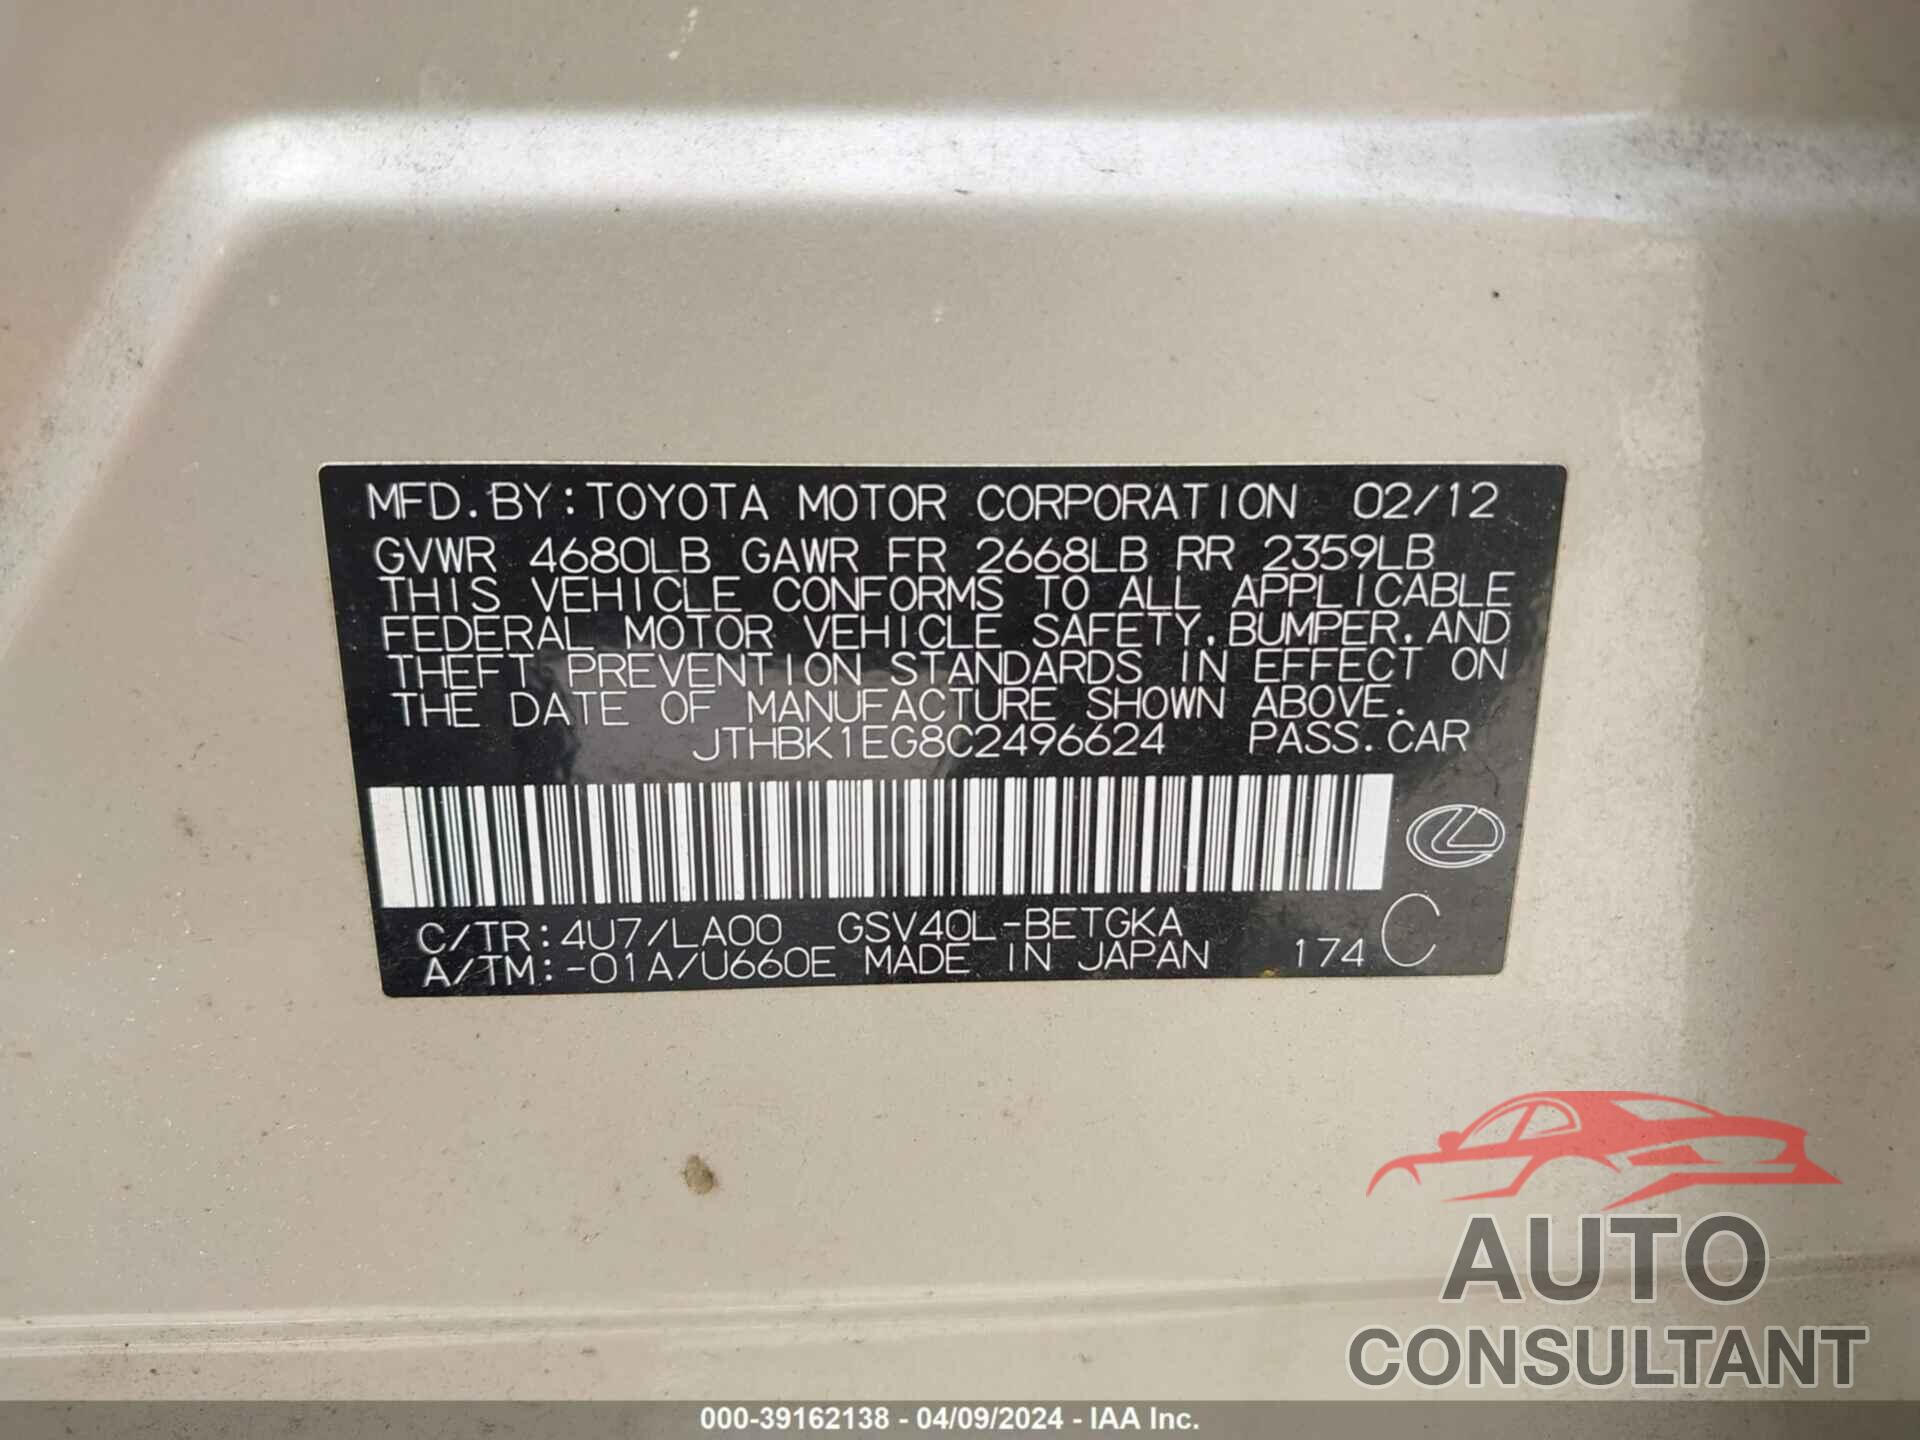 MFD. BY: TOYOTA MOTOR CORPORATION 02/12
GVWR 4680LB GAWR FR 2668LB RR 2359LB
THIS VEHICLE CONFORMS TO ALL APPLICABLE
FEDERAL MOTOR VEHICLE SAFETY, BUMPER, AND
THEFT PREVENTION STANDARDS IN EFFECT ON
THE DATE OF MANUFACTURE SHOWN ABOVE.
JTHBK1EG8C2496624 PASS. CAR
C/TR: 4U7/LA00 GSV40L-BETGKA
A/TM: -01A/U660E MADE IN JAPAN 174 C
AUTO
CONSULTANT
000-39162138 - 04/09/2024 - IAA Inc.